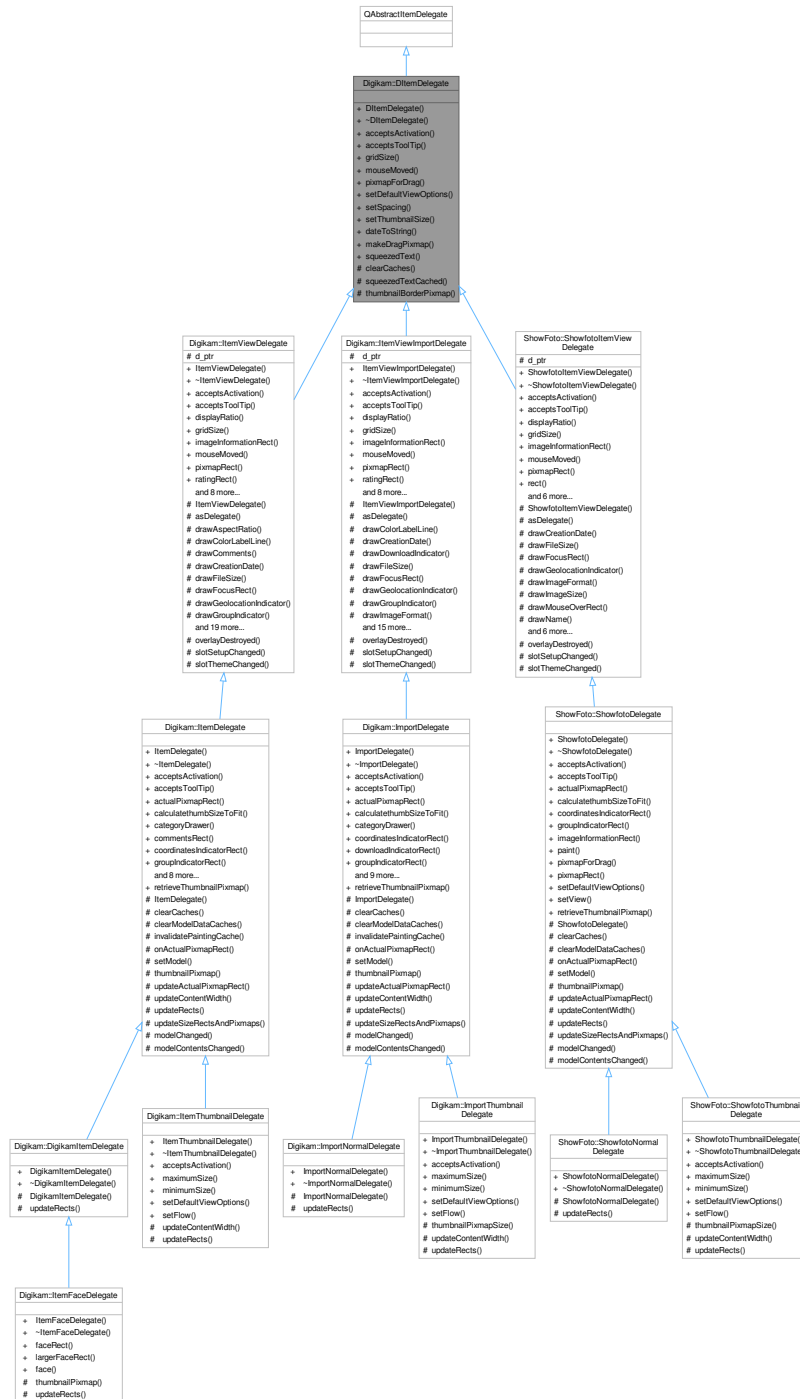 QAbstractItemDelegate
Digikam::DItemDelegate
+ DItemDelegate()
+ ~DItemDelegate()
+ acceptsActivation()
+ acceptsToolTip()
+ gridSize()
+ mouseMoved()
+ pixmapForDrag()
+ setDefaultViewOptions()
+ setSpacing()
+ setThumbnailSize()
+ dateToString()
+ makeDragPixmap()
+ squeezedText()
# clearCaches()
# squeezedTextCached()
# thumbnailBorderPixmap()
Digikam::ItemViewDelegate
# d_ptr
+ ItemViewDelegate()
+ ~ItemViewDelegate()
+ acceptsActivation()
+ acceptsToolTip()
+ displayRatio()
+ gridSize()
+ imageInformationRect()
+ mouseMoved()
+ pixmapRect()
+ ratingRect()
and 8 more...
# ItemViewDelegate()
# asDelegate()
# drawAspectRatio()
# drawColorLabelLine()
# drawComments()
# drawCreationDate()
# drawFileSize()
# drawFocusRect()
# drawGeolocationIndicator()
# drawGroupIndicator()
and 19 more...
# overlayDestroyed()
# slotSetupChanged()
# slotThemeChanged()
Digikam::ItemViewImportDelegate
# d_ptr
+ ItemViewImportDelegate()
+ ~ItemViewImportDelegate()
+ acceptsActivation()
+ acceptsToolTip()
+ displayRatio()
+ gridSize()
+ imageInformationRect()
+ mouseMoved()
+ pixmapRect()
+ ratingRect()
and 8 more...
# ItemViewImportDelegate()
# asDelegate()
# drawColorLabelLine()
# drawCreationDate()
# drawDownloadIndicator()
# drawFileSize()
# drawFocusRect()
# drawGeolocationIndicator()
# drawGroupIndicator()
# drawImageFormat()
and 15 more...
# overlayDestroyed()
# slotSetupChanged()
# slotThemeChanged()
ShowFoto::ShowfotoItemView
Delegate
# d_ptr
+ ShowfotoItemViewDelegate()
+ ~ShowfotoItemViewDelegate()
+ acceptsActivation()
+ acceptsToolTip()
+ displayRatio()
+ gridSize()
+ imageInformationRect()
+ mouseMoved()
+ pixmapRect()
+ rect()
and 6 more...
# ShowfotoItemViewDelegate()
# asDelegate()
# drawCreationDate()
# drawFileSize()
# drawFocusRect()
# drawGeolocationIndicator()
# drawImageFormat()
# drawImageSize()
# drawMouseOverRect()
# drawName()
and 6 more...
# overlayDestroyed()
# slotSetupChanged()
# slotThemeChanged()
Digikam::ItemDelegate
+ ItemDelegate()
+ ~ItemDelegate()
+ acceptsActivation()
+ acceptsToolTip()
+ actualPixmapRect()
+ calculatethumbSizeToFit()
+ categoryDrawer()
+ commentsRect()
+ coordinatesIndicatorRect()
+ groupIndicatorRect()
and 8 more...
+ retrieveThumbnailPixmap()
# ItemDelegate()
# clearCaches()
# clearModelDataCaches()
# invalidatePaintingCache()
# onActualPixmapRect()
# setModel()
# thumbnailPixmap()
# updateActualPixmapRect()
# updateContentWidth()
# updateRects()
# updateSizeRectsAndPixmaps()
# modelChanged()
# modelContentsChanged()
Digikam::ImportDelegate
+ ImportDelegate()
+ ~ImportDelegate()
+ acceptsActivation()
+ acceptsToolTip()
+ actualPixmapRect()
+ calculatethumbSizeToFit()
+ categoryDrawer()
+ coordinatesIndicatorRect()
+ downloadIndicatorRect()
+ groupIndicatorRect()
and 9 more...
+ retrieveThumbnailPixmap()
# ImportDelegate()
# clearCaches()
# clearModelDataCaches()
# invalidatePaintingCache()
# onActualPixmapRect()
# setModel()
# thumbnailPixmap()
# updateActualPixmapRect()
# updateContentWidth()
# updateRects()
# updateSizeRectsAndPixmaps()
# modelChanged()
# modelContentsChanged()
ShowFoto::ShowfotoDelegate
+ ShowfotoDelegate()
+ ~ShowfotoDelegate()
+ acceptsActivation()
+ acceptsToolTip()
+ actualPixmapRect()
+ calculatethumbSizeToFit()
+ coordinatesIndicatorRect()
+ groupIndicatorRect()
+ imageInformationRect()
+ paint()
+ pixmapForDrag()
+ pixmapRect()
+ setDefaultViewOptions()
+ setView()
+ retrieveThumbnailPixmap()
# ShowfotoDelegate()
# clearCaches()
# clearModelDataCaches()
# onActualPixmapRect()
# setModel()
# thumbnailPixmap()
# updateActualPixmapRect()
# updateContentWidth()
# updateRects()
# updateSizeRectsAndPixmaps()
# modelChanged()
# modelContentsChanged()
Digikam::DigikamItemDelegate
+ DigikamItemDelegate()
+ ~DigikamItemDelegate()
# DigikamItemDelegate()
# updateRects()
Digikam::ItemThumbnailDelegate
+ ItemThumbnailDelegate()
+ ~ItemThumbnailDelegate()
+ acceptsActivation()
+ maximumSize()
+ minimumSize()
+ setDefaultViewOptions()
+ setFlow()
# updateContentWidth()
# updateRects()
Digikam::ImportNormalDelegate
+ ImportNormalDelegate()
+ ~ImportNormalDelegate()
# ImportNormalDelegate()
# updateRects()
Digikam::ImportThumbnail
Delegate
+ ImportThumbnailDelegate()
+ ~ImportThumbnailDelegate()
+ acceptsActivation()
+ maximumSize()
+ minimumSize()
+ setDefaultViewOptions()
+ setFlow()
# thumbnailPixmapSize()
# updateContentWidth()
# updateRects()
ShowFoto::ShowfotoNormal
Delegate
+ ShowfotoNormalDelegate()
+ ~ShowfotoNormalDelegate()
# ShowfotoNormalDelegate()
# updateRects()
ShowFoto::ShowfotoThumbnail
Delegate
+ ShowfotoThumbnailDelegate()
+ ~ShowfotoThumbnailDelegate
+ acceptsActivation()
+ maximumSize()
+ minimumSize()
+ setDefaultViewOptions()
+ setFlow()
# thumbnailPixmapSize()
# updateContentWidth()
# updateRects()
Digikam::ItemFaceDelegate
+ ItemFaceDelegate()
+ ~ItemFaceDelegate()
+ faceRect()
+ largerFaceRect()
+ face()
# thumbnailPixmap()
# updateRects()